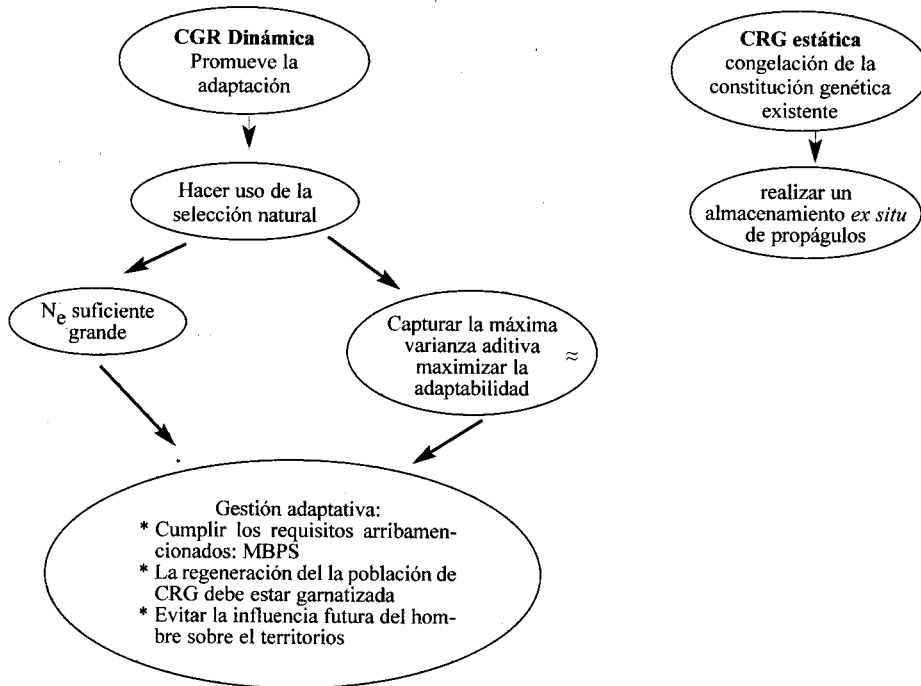 CGR Dinámica
Promueve la
adaptación
Hacer uso de la
selección natural
Ne suficiente
grande
Capturar la máxima
varianza aditiva ≈
maximizar la
adaptabilidad
Gestión adaptativa:
* Cumplir los requisitos arribamen-
cionados: MBPS
* La regeneración del la población de
CRG debe estar garnatizada
* Evitar la influencia futura del hom-
bre sobre el territorios
CRG estática
congelación de la
constitución genética
existente
realizar un
almacenamiento ex situ
de propágulos